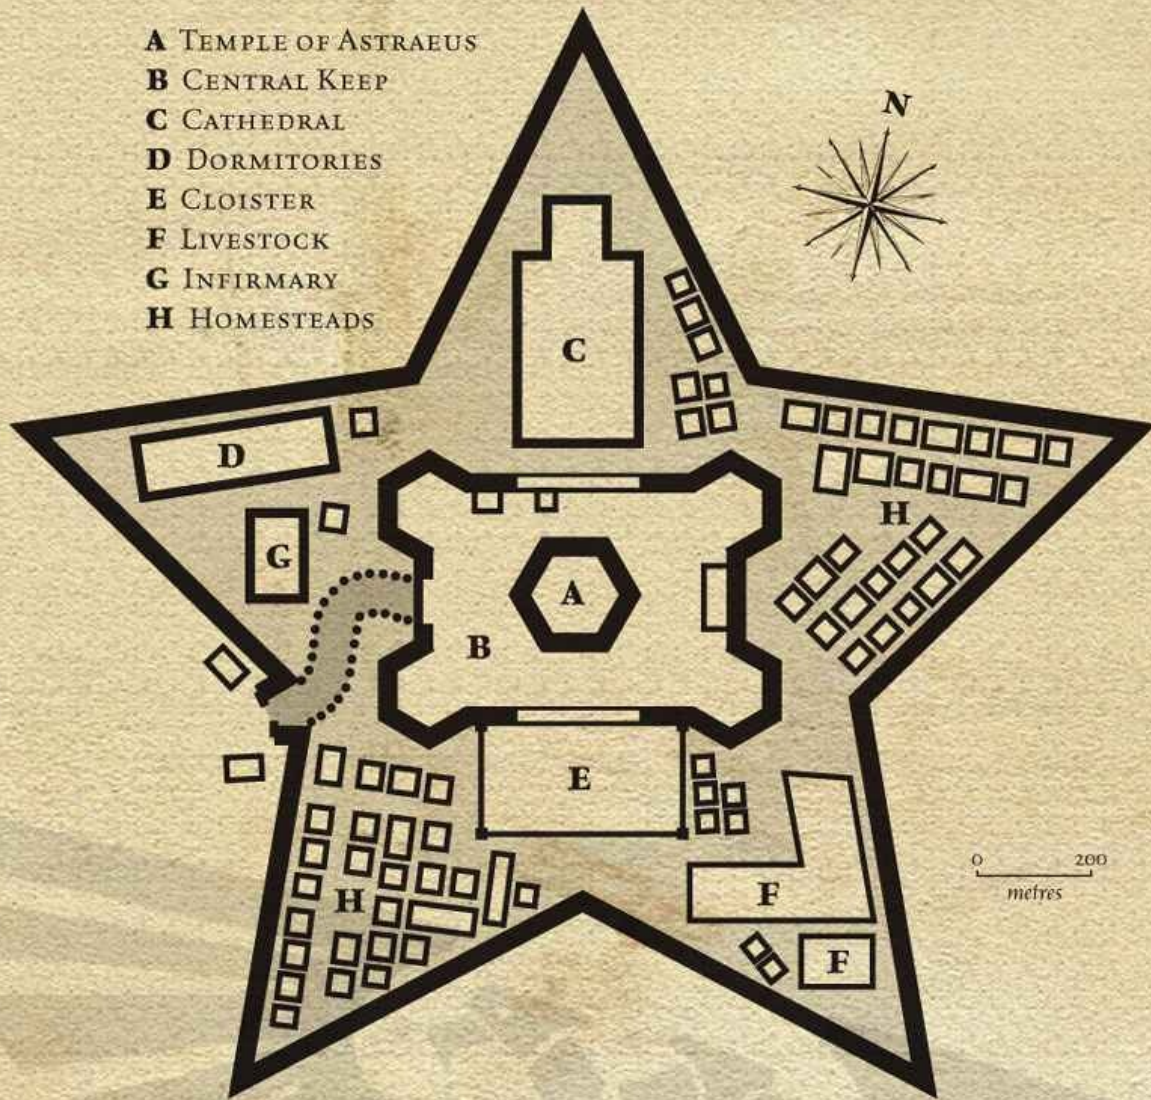 A TEMPLE OF ASTRAEUS
B CENTRAL KEEP
C CATHEDRAL
D DORMITORIES
E CLOISTER
F LIVESTOCK
G INFIRMARY
H HOMESTEADS
N
C
D
H
G
A
B
E
H
F
F
0 200
metres